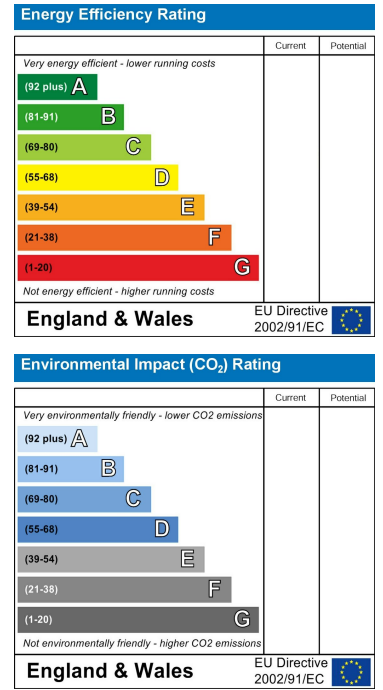 Energy Efficiency Rating
Current Potential
Very energy efficient - lower running costs
(92 plus) A
(81-91) B
(69-80) C
(55-68) D
(39-54) E
(21-38) F
(1-20) G
Not energy efficient - higher running costs
England & Wales
EU Directive
2002/91/EC
Environmental Impact (CO₂) Rating
Current Potential
Very environmentally friendly - lower CO2 emissions
(92 plus) A
(81-91) B
(69-80) C
(55-68) D
(39-54) E
(21-38) F
(1-20) G
Not environmentally friendly - higher CO2 emissions
England & Wales
EU Directive
2002/91/EC